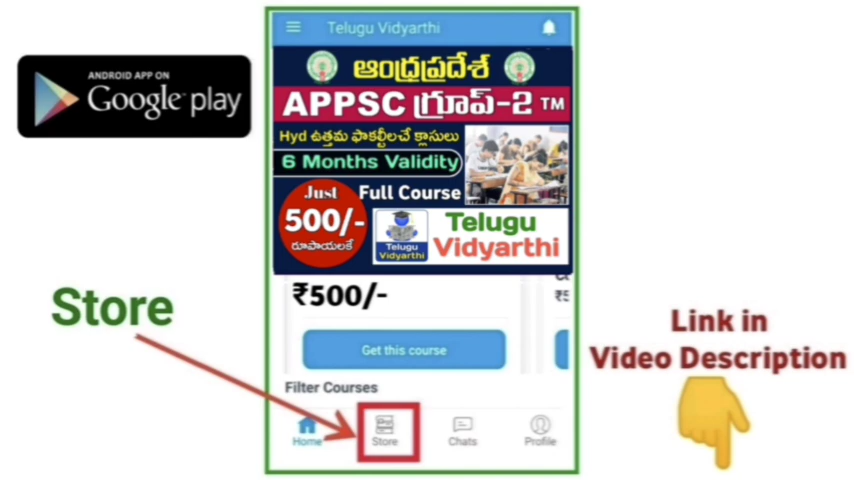 ANDROID APP ON
Google play
Telugu Vidyarthi
ఆంధ్రప్రదేశ్
APPSC గ్రూప్-2 TM
Hyd ఉత్తమ ఫాకల్టీలచే క్లాసులు
6 Months Validity
Just
500/-
రూపాయలకే
Full Course
Telugu
Vidyarthi
Telugu
Vidyarthi
₹500/-
Get this course
Filter Courses
Home
Store
Chats
Profile
Store
Link in
Video Description